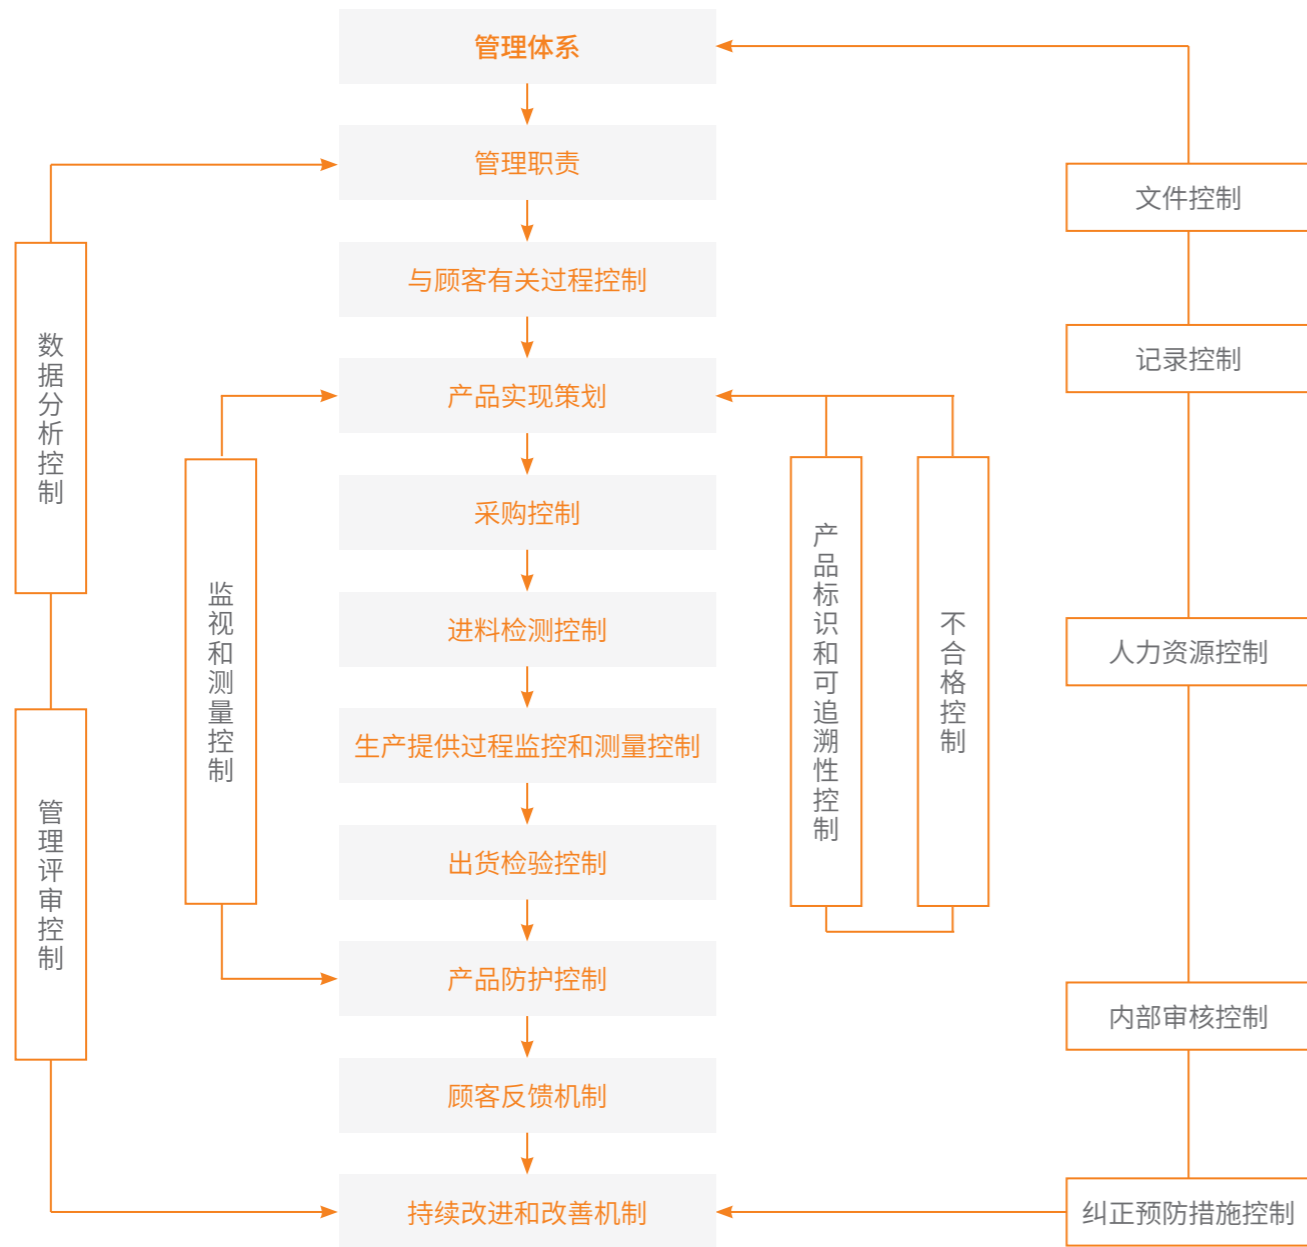 管理体系
管理职责
与顾客有关过程控制
产品实现策划
采购控制
进料检测控制
生产提供过程监控和测量控制
出货检验控制
产品防护控制
顾客反馈机制
持续改进和改善机制
数据分析控制
管理评审控制
监视和测量控制
产品标识和可追溯性控制
不合格控制
文件控制
记录控制
人力资源控制
内部审核控制
纠正预防措施控制